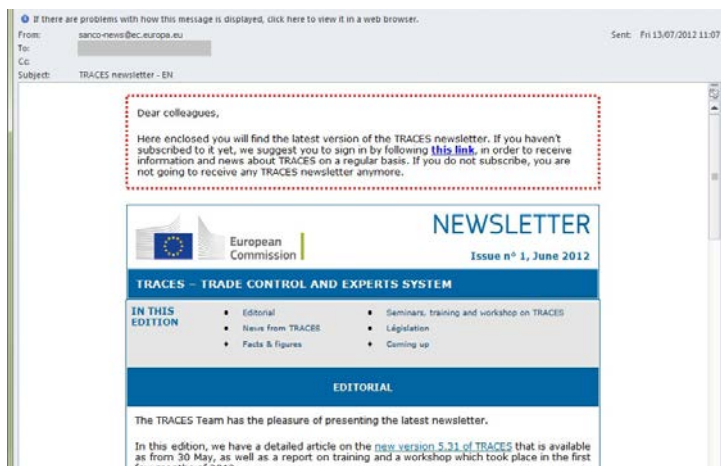 If there are problems with how this message is displayed, click here to view it in a web browser.
From: sanco-news@ec.europa.eu Sent: Fri 13/07/2012 11:07
To:
Cc:
Subject: TRACES newsletter - EN
Dear colleagues,
Here enclosed you will find the latest version of the TRACES newsletter. If you haven't
subscribed to it yet, we suggest you to sign in by following this link, in order to receive
information and news about TRACES on a regular basis. If you do not subscribe, you are
not going to receive any TRACES newsletter anymore.
European
Commission
NEWSLETTER
Issue nº 1, June 2012
TRACES – TRADE CONTROL AND EXPERTS SYSTEM
IN THIS
EDITION
• Editorial
• News from TRACES
• Facts & figures
• Seminars, training and workshop on TRACES
• Législation
• Coming up
EDITORIAL
The TRACES Team has the pleasure of presenting the latest newsletter.
In this edition, we have a detailed article on the new version 5.31 of TRACES that is available
as from 30 May, as well as a report on training and a workshop which took place in the first
few months of 2012